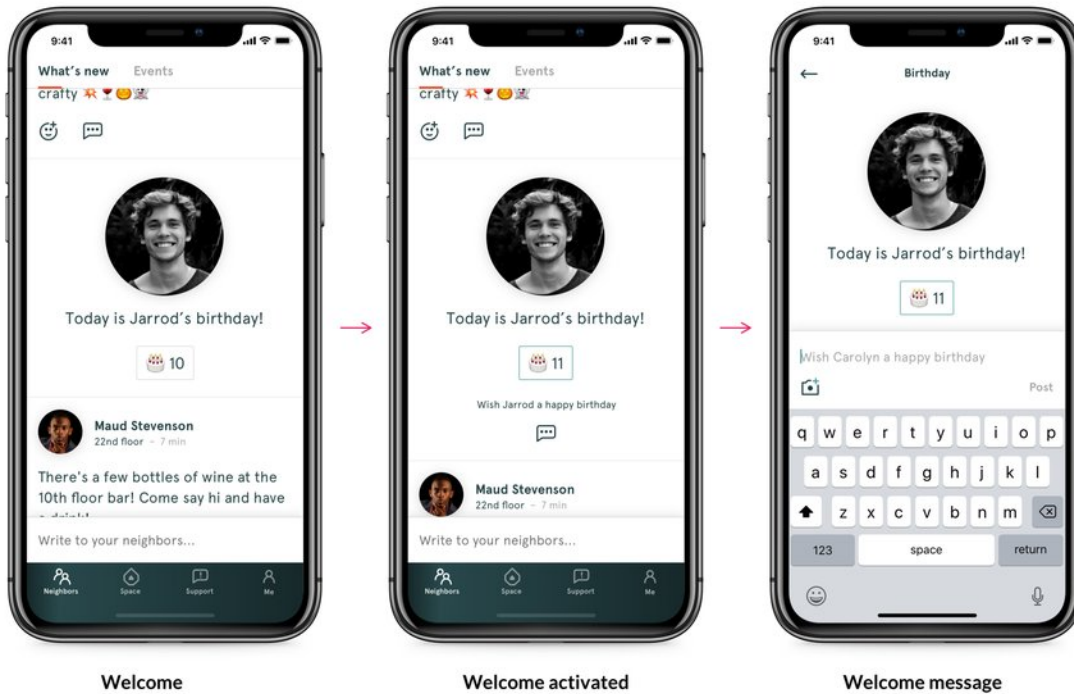 9:41
What's new Events
crafty
Today is Jarrod's birthday!
10
Maud Stevenson
22nd floor - 7 min
There's a few bottles of wine at the
10th floor bar! Come say hi and have
a drink!
Write to your neighbors...
Neighbors Space Support Me
Welcome
9:41
What's new Events
crafty
Today is Jarrod's birthday!
11
Wish Jarrod a happy birthday
Maud Stevenson
22nd floor - 7 min
Write to your neighbors...
Neighbors Space Support Me
Welcome activated
9:41
Birthday
Today is Jarrod's birthday!
11
Wish Carolyn a happy birthday
Post
q w e r t y u i o p
a s d f g h j k l
z x c v b n m
123 space return
Welcome message